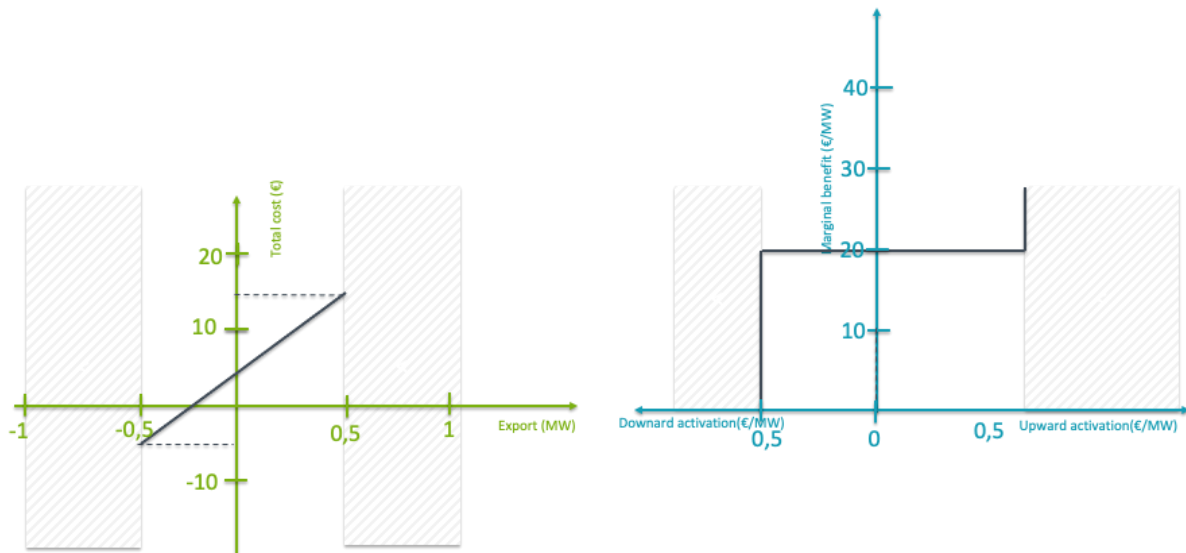 Total cost (€)
20
10
-1
-0,5
0,5
1
Export (MW)
-10
Marginal benefit (€/MW)
40
30
20
10
Downard activation(€/MW)
0,5
0
0,5
Upward activation(€/MW)